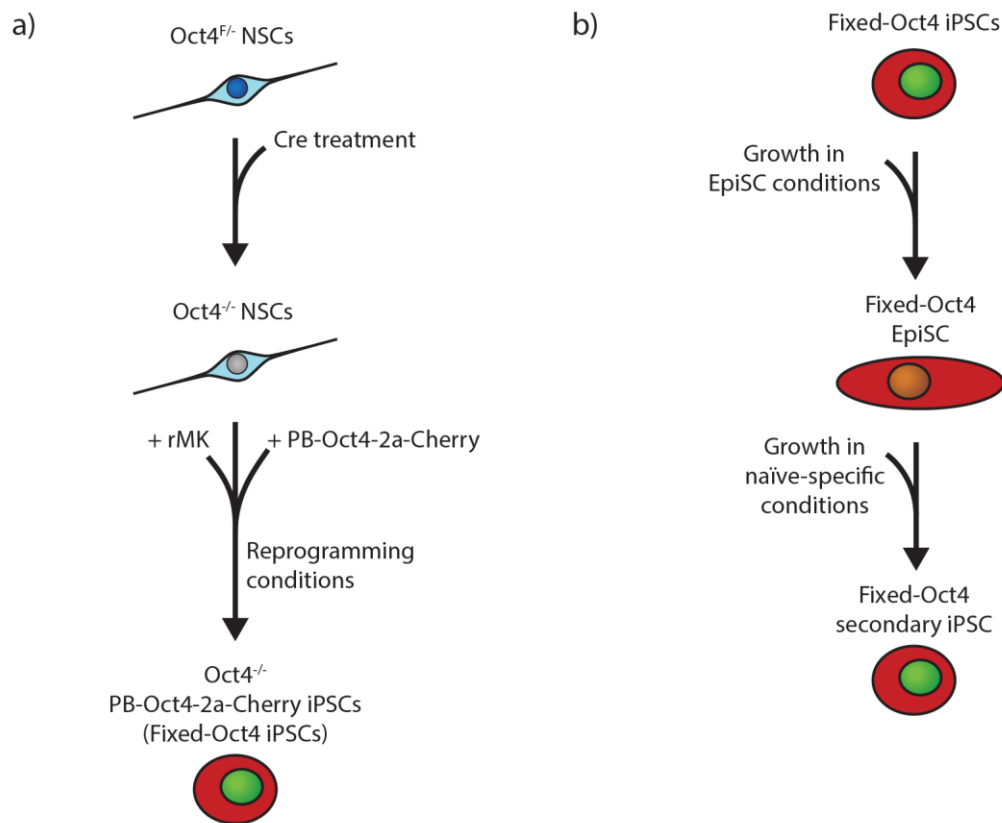 a)
Oct4F/- NSCs
Cre treatment
Oct4-/- NSCs
+ rMK
+ PB-Oct4-2a-Cherry
Reprogramming
conditions
Oct4-/-
PB-Oct4-2a-Cherry iPSCs
(Fixed-Oct4 iPSCs)
b)
Fixed-Oct4 iPSCs
Growth in
EpiSC conditions
Fixed-Oct4
EpiSC
Growth in
naïve-specific
conditions
Fixed-Oct4
secondary iPSC